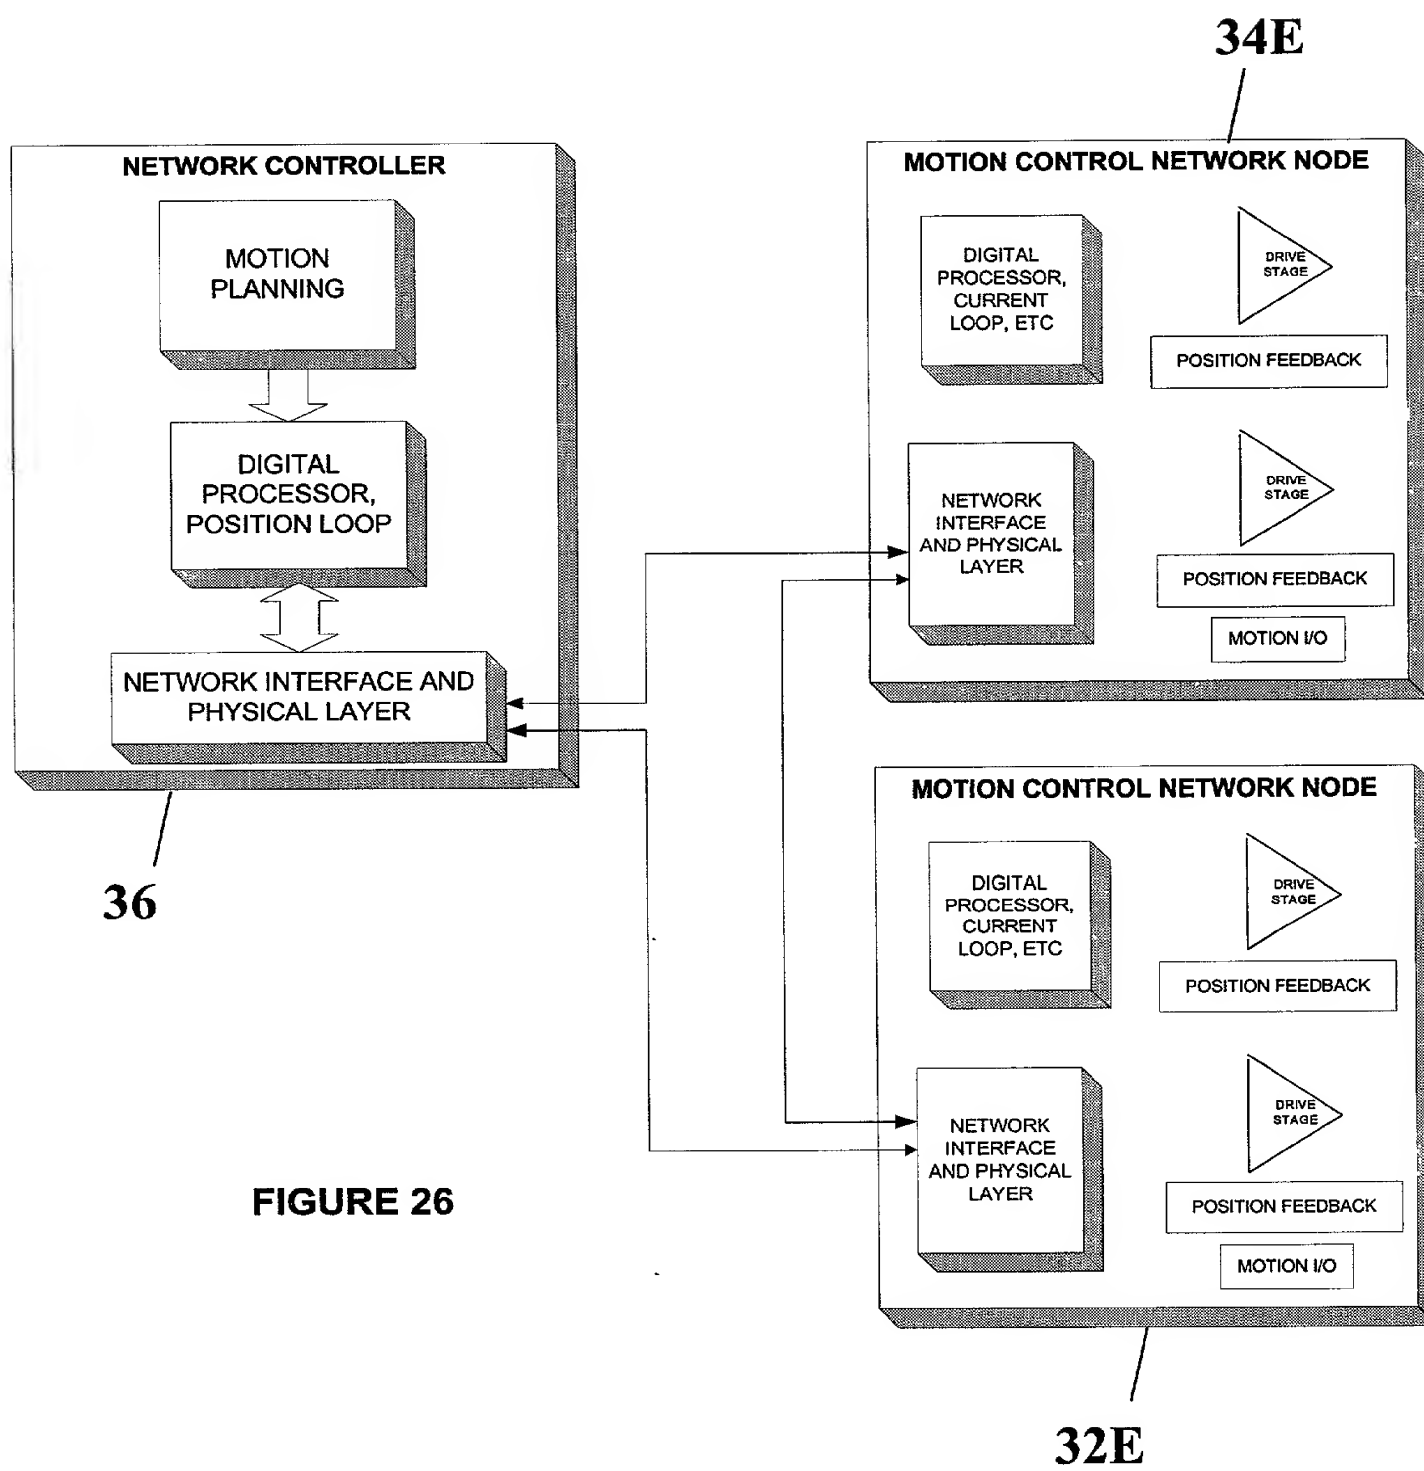 34E
NETWORK CONTROLLER
MOTION
PLANNING
DIGITAL
PROCESSOR,
POSITION LOOP
NETWORK INTERFACE AND
PHYSICAL LAYER
36
MOTION CONTROL NETWORK NODE
DIGITAL
PROCESSOR,
CURRENT
LOOP, ETC
DRIVE
STAGE
POSITION FEEDBACK
NETWORK
INTERFACE
AND PHYSICAL
LAYER
DRIVE
STAGE
POSITION FEEDBACK
MOTION I/O
MOTION CONTROL NETWORK NODE
DIGITAL
PROCESSOR,
CURRENT
LOOP, ETC
DRIVE
STAGE
POSITION FEEDBACK
NETWORK
INTERFACE
AND PHYSICAL
LAYER
DRIVE
STAGE
POSITION FEEDBACK
MOTION I/O
FIGURE 26
32E